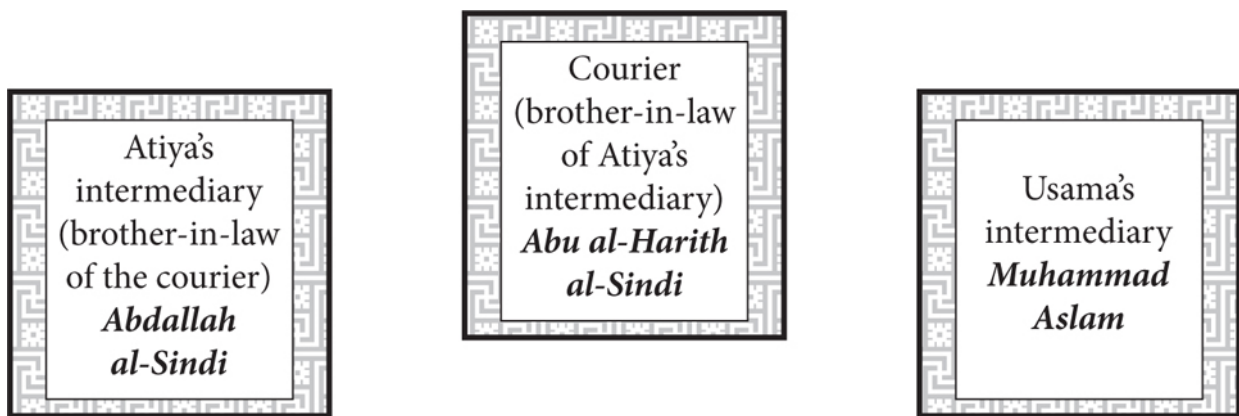 Atiya’s
intermediary
(brother-in-law
of the courier)
Abdallah
al-Sindi
Courier
(brother-in-law
of Atiya’s
intermediary)
Abu al-Harith
al-Sindi
Usama’s
intermediary
Muhammad
Aslam